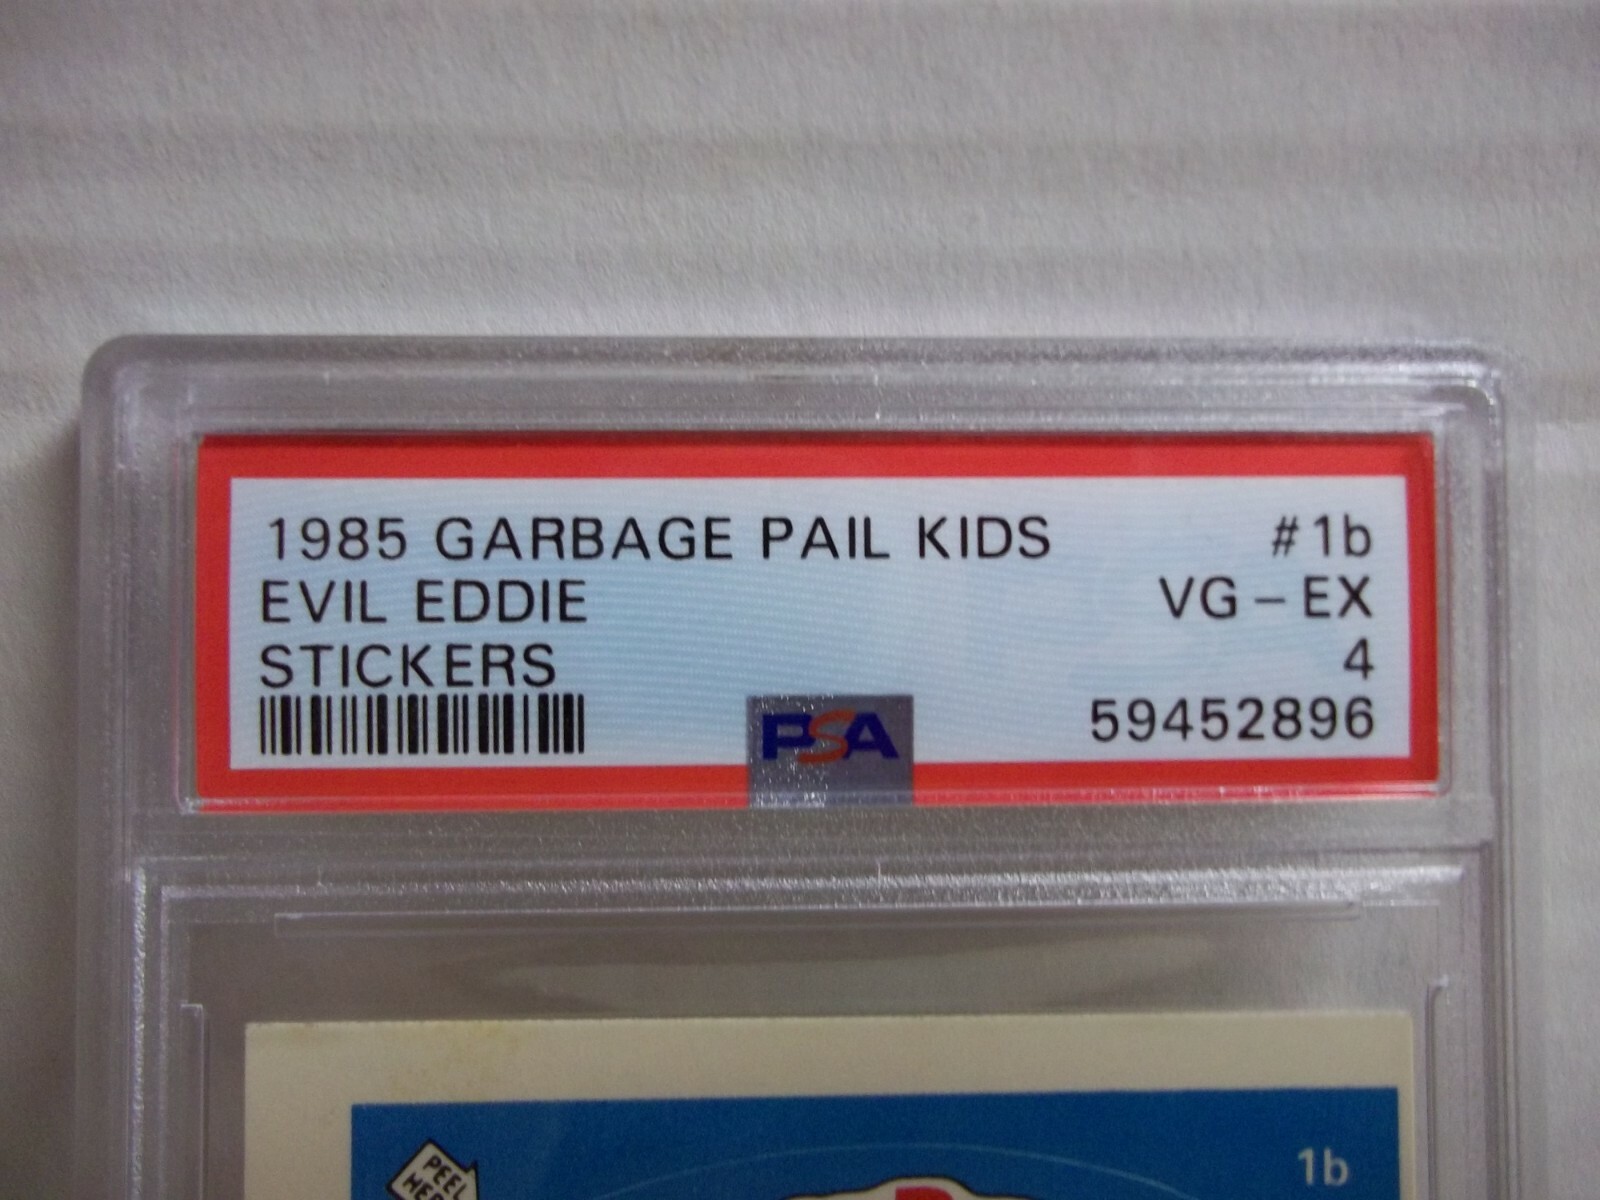 1985 GARBAGE PAIL KIDS #1b
EVIL EDDIE VG-EX
STICKERS 4
PSA 59452896
1b
PEEL